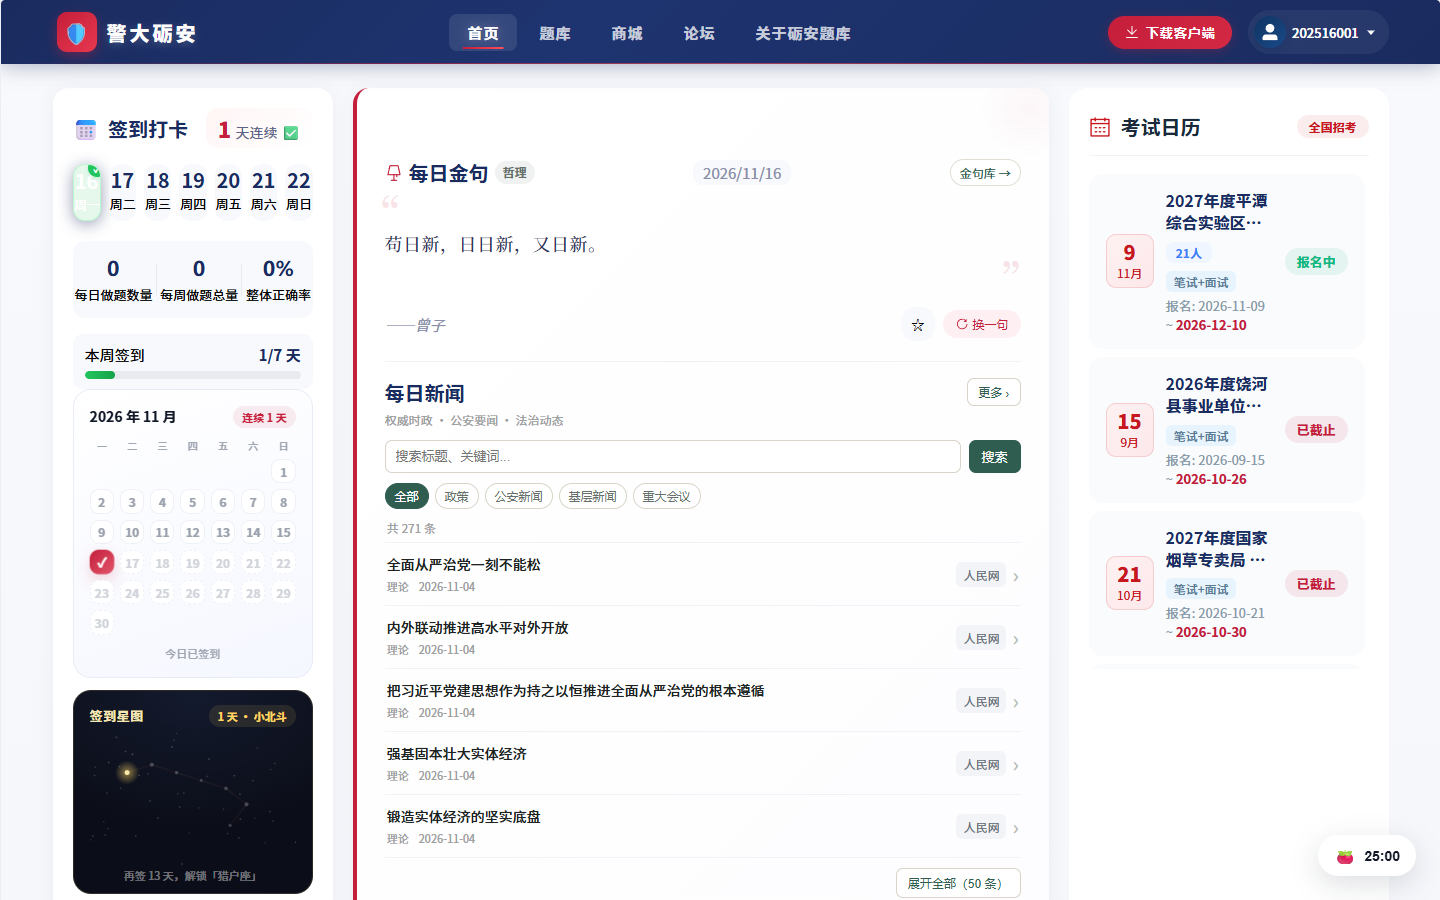 警大砺安
首页
题库
商城
论坛
关于砺安题库
下载客户端
202516001
签到打卡
1 天连续
16 17 18 19 20 21 22
周一 周二 周三 周四 周五 周六 周日
0 0 0%
每日做题数量 每周做题总量 整体正确率
本周签到 1/7 天
2026 年 11 月 连续 1 天
一 二 三 四 五 六 日
1
2 3 4 5 6 7 8
9 10 11 12 13 14 15
17 18 19 20 21 22
23 24 25 26 27 28 29
30
今日已签到
签到星图 1 天 · 小北斗
再签 13 天，解锁「猎户座」
每日金句 哲理 2026/11/16 金句库 →
“
苟日新，日日新，又日新。
”
——曾子 换一句
每日新闻 更多 ›
权威时政 • 公安要闻 • 法治动态
搜索标题、关键词... 搜索
全部 政策 公安新闻 基层新闻 重大会议
共 271 条
全面从严治党一刻不能松
理论 2026-11-04 人民网 ›
内外联动推进高水平对外开放
理论 2026-11-04 人民网 ›
把习近平党建思想作为持之以恒推进全面从严治党的根本遵循
理论 2026-11-04 人民网 ›
强基固本壮大实体经济
理论 2026-11-04 人民网 ›
锻造实体经济的坚实底盘
理论 2026-11-04 人民网 ›
展开全部（50 条）
考试日历 全国招考
9
11月
2027年度平潭
综合实验区…
21人
笔试+面试
报名: 2026-11-09
~ 2026-12-10
报名中
15
9月
2026年度饶河
县事业单位…
笔试+面试
报名: 2026-09-15
~ 2026-10-26
已截止
21
10月
2027年度国家
烟草专卖局 …
笔试+面试
报名: 2026-10-21
~ 2026-10-30
已截止
25:00